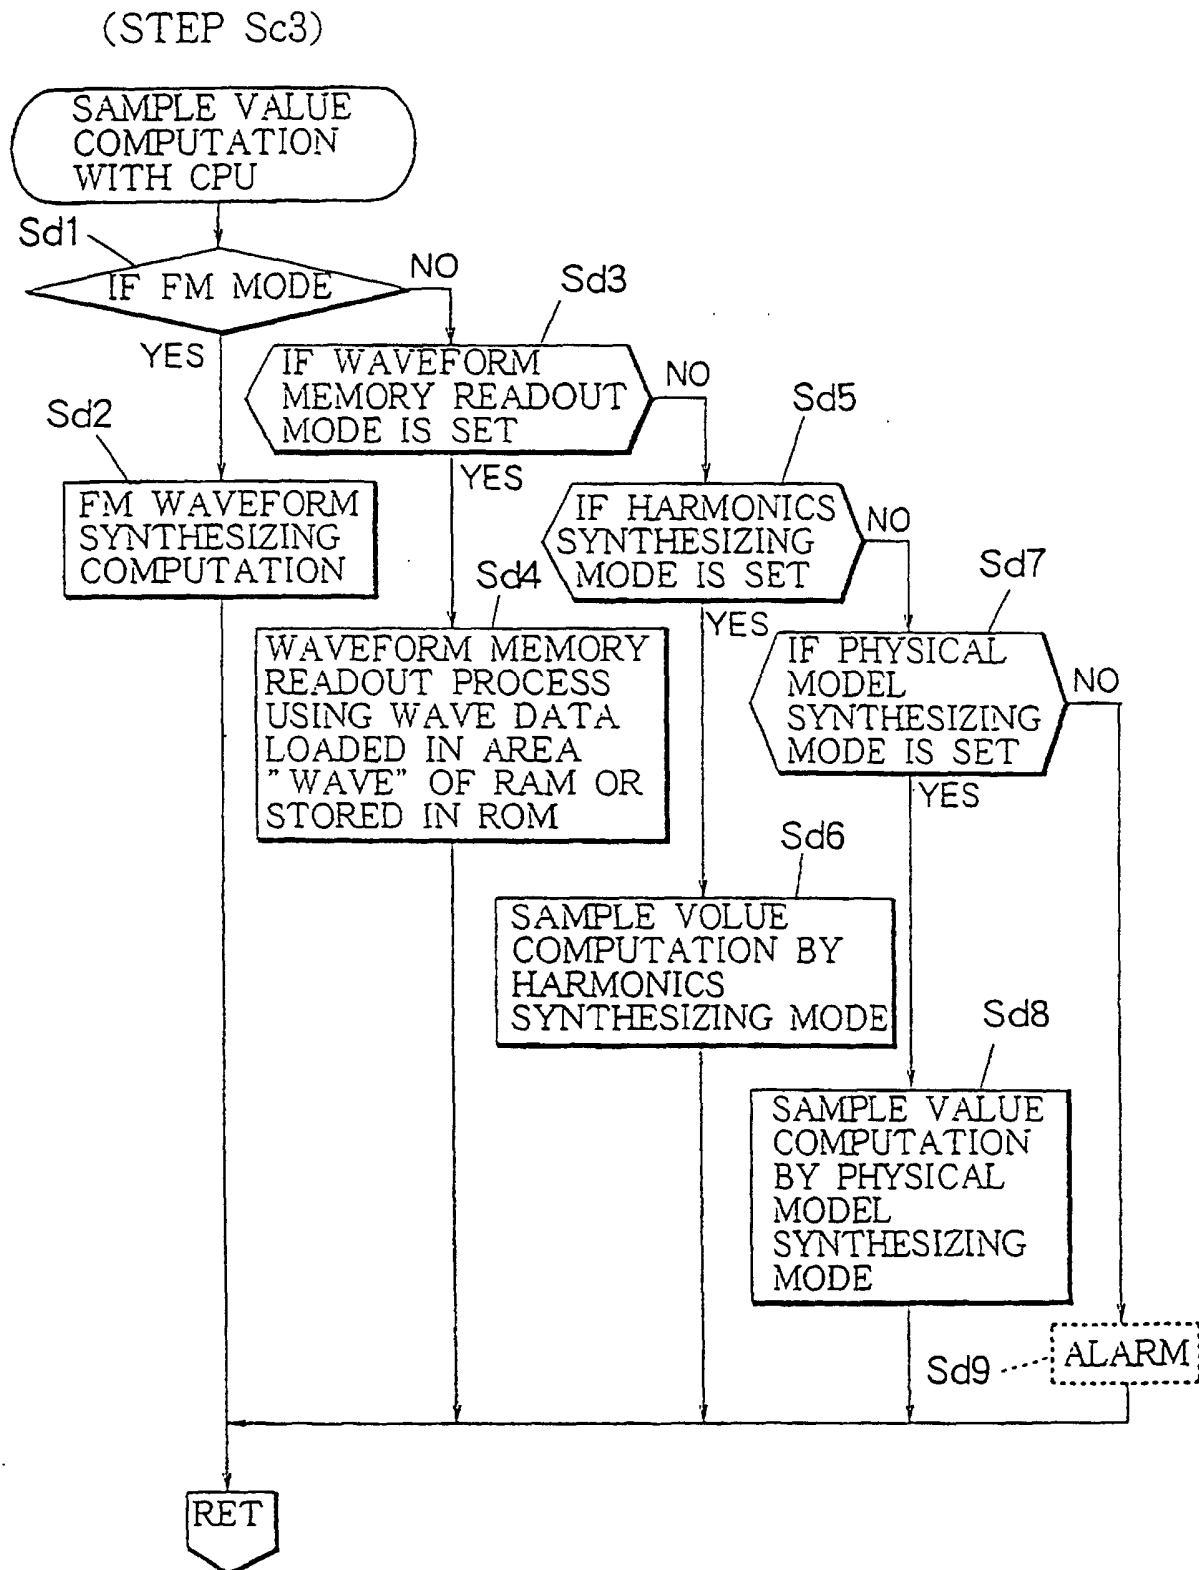 (STEP Sc3)
SAMPLE VALUE
COMPUTATION
WITH CPU
Sd1
IF FM MODE
NO
YES
Sd3
IF WAVEFORM
MEMORY READOUT
MODE IS SET
NO
YES
Sd2
FM WAVEFORM
SYNTHESIZING
COMPUTATION
Sd5
IF HARMONICS
SYNTHESIZING
MODE IS SET
NO
YES
Sd4
WAVEFORM MEMORY
READOUT PROCESS
USING WAVE DATA
LOADED IN AREA
"WAVE" OF RAM OR
STORED IN ROM
Sd7
IF PHYSICAL
MODEL
SYNTHESIZING
MODE IS SET
NO
YES
Sd6
SAMPLE VOLUE
COMPUTATION BY
HARMONICS
SYNTHESIZING MODE
Sd8
SAMPLE VALUE
COMPUTATION
BY PHYSICAL
MODEL
SYNTHESIZING
MODE
Sd9
ALARM
RET